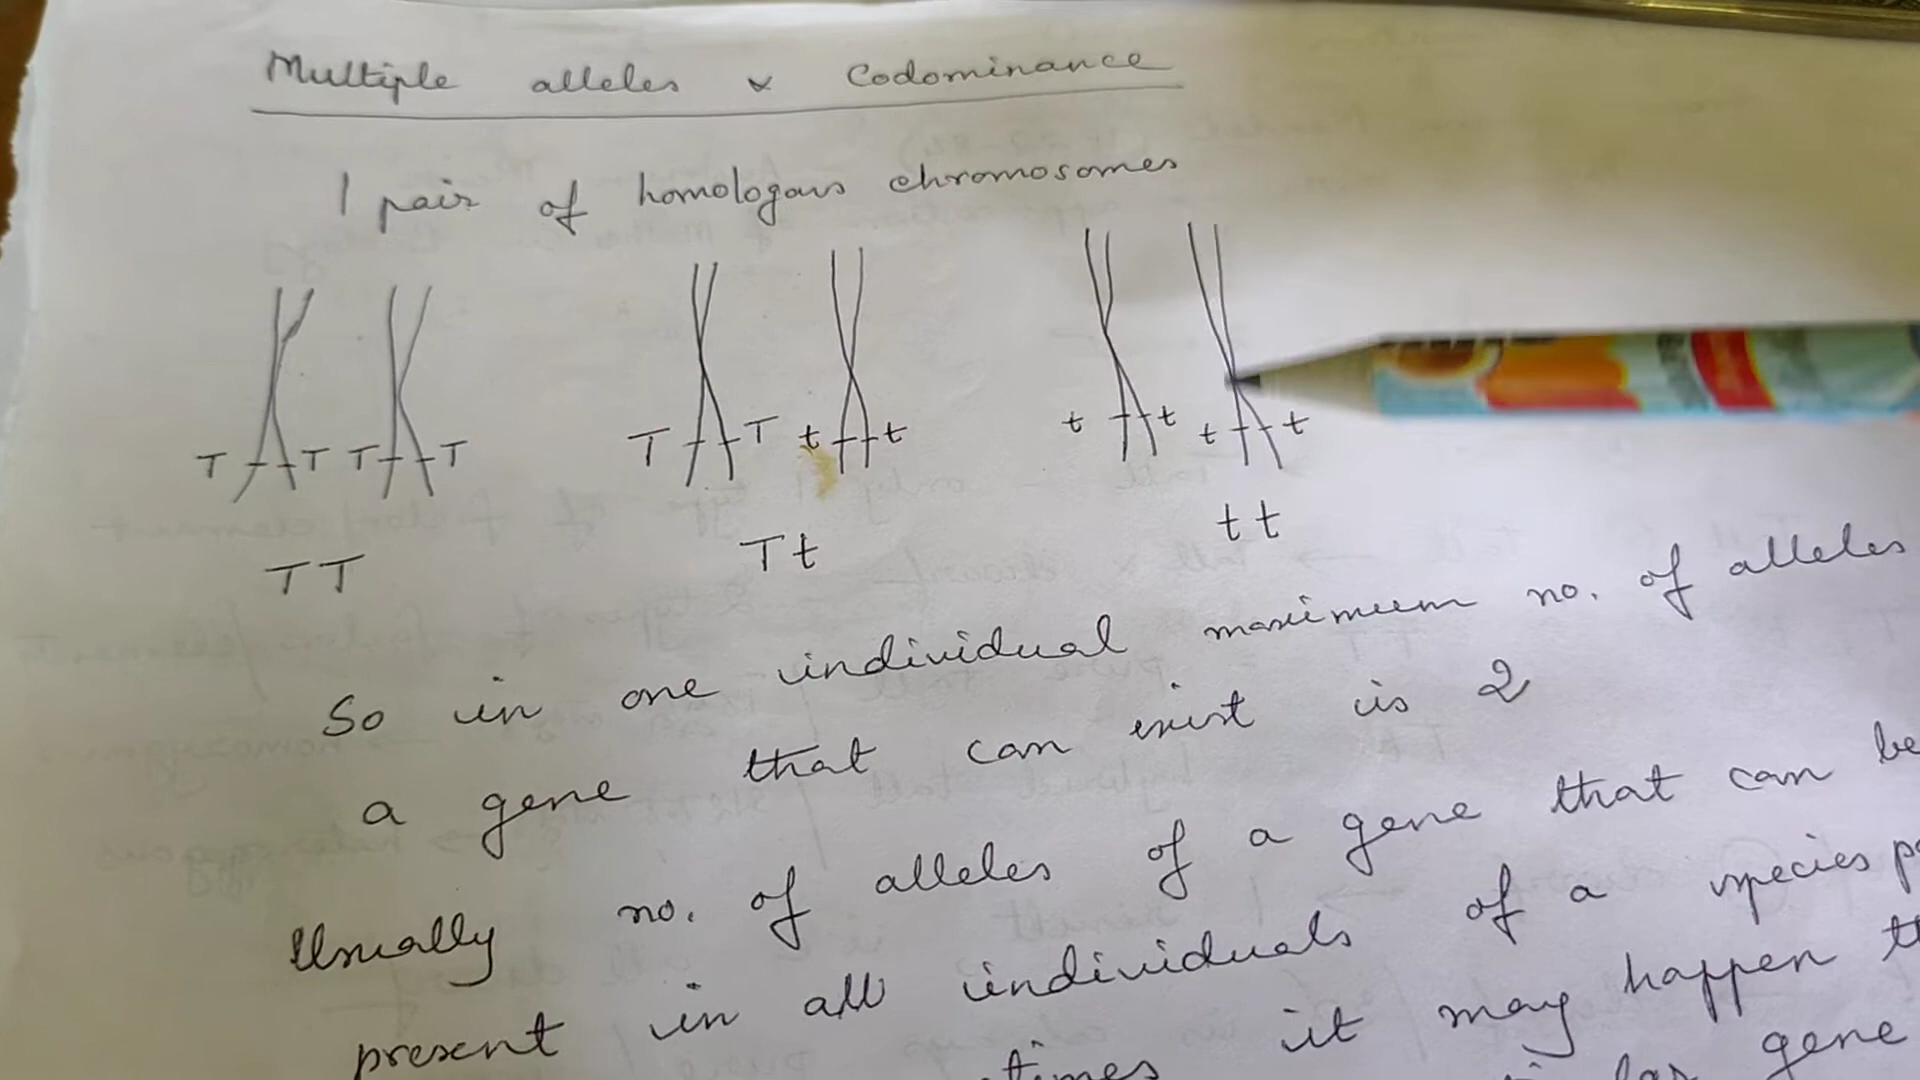 Multiple alleles & Codominance
1 pair of homologous chromosomes
T T T T
T T t t
t t t t
TT
Tt
tt
So in one individual maximum no. of alleles
a gene that can exist is 2
Usually no. of alleles of a gene that can be
present in all individuals of a species
it may happen
gene